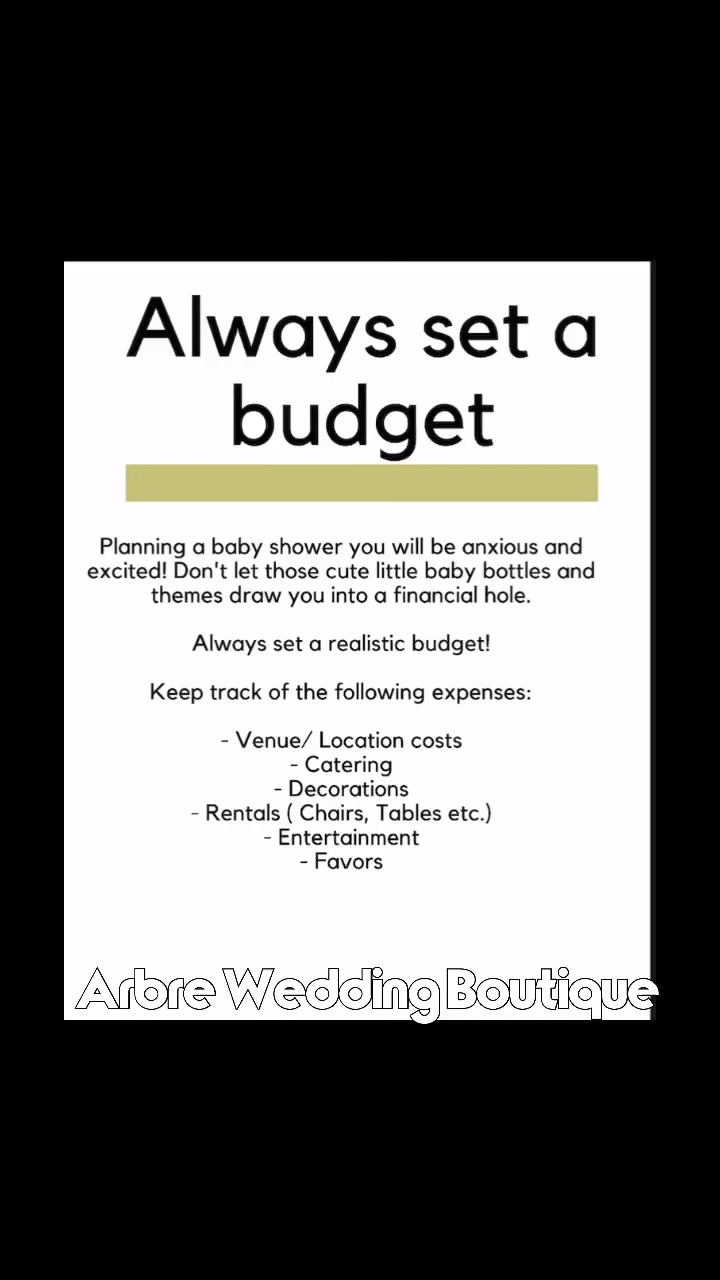 Always set a
budget
Planning a baby shower you will be anxious and
excited! Don't let those cute little baby bottles and
themes draw you into a financial hole.
Always set a realistic budget!
Keep track of the following expenses:
- Venue/ Location costs
- Catering
- Decorations
- Rentals ( Chairs, Tables etc.)
- Entertainment
- Favors
Arbre Wedding Boutique